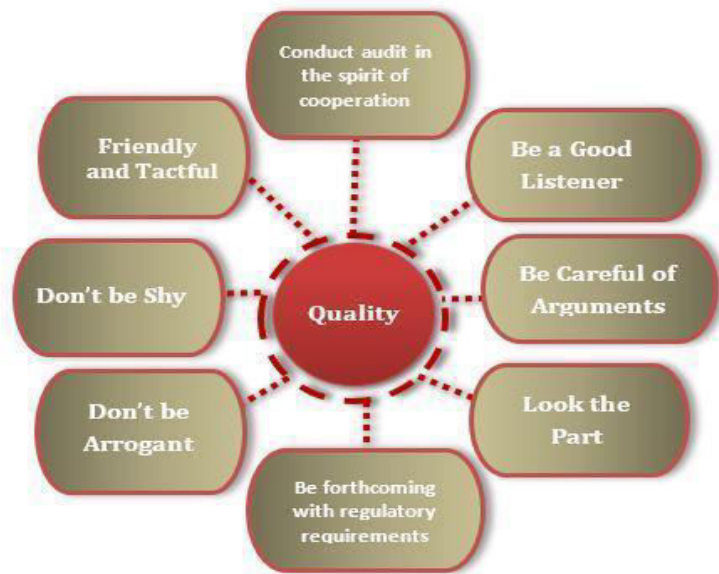 Conduct audit in
the spirit of
cooperation
Friendly
and Tactful
Be a Good
Listener
Don't be Shy
Quality
Be Careful of
Arguments
Don't be
Arrogant
Look the
Part
Be forthcoming
with regulatory
requirements